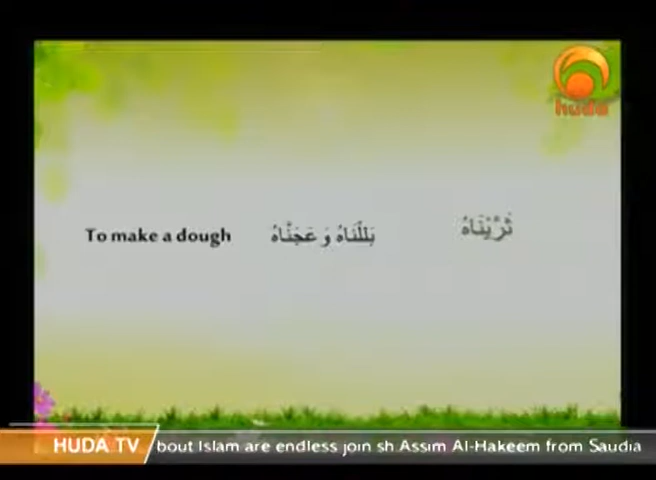 huda
To make a dough بَلَلْنَاهُ وَ عَجَنَّاهُ ثَرَّيْنَاهُ
HUDA TV bout Islam are endless join sh Assim Al-Hakeem from Saudia